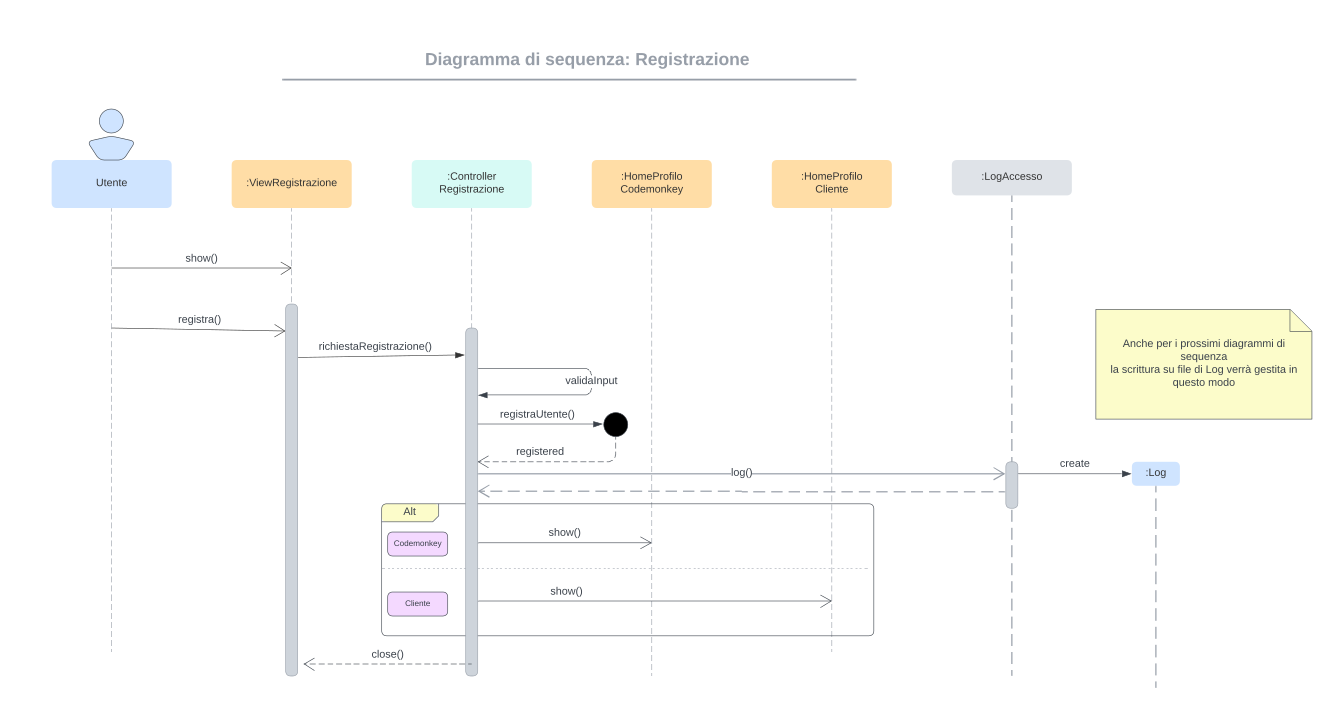 Diagramma di sequenza: Registrazione
Utente
:ViewRegistrazione
:Controller
Registrazione
:HomeProfilo
Codemonkey
:HomeProfilo
Cliente
:LogAccesso
show()
registra()
richiestaRegistrazione()
validaInput
registraUtente()
registered
log()
create
:Log
Anche per i prossimi diagrammi di
sequenza
la scrittura su file di Log verrà gestita in
questo modo
Alt
Codemonkey
show()
Cliente
show()
close()